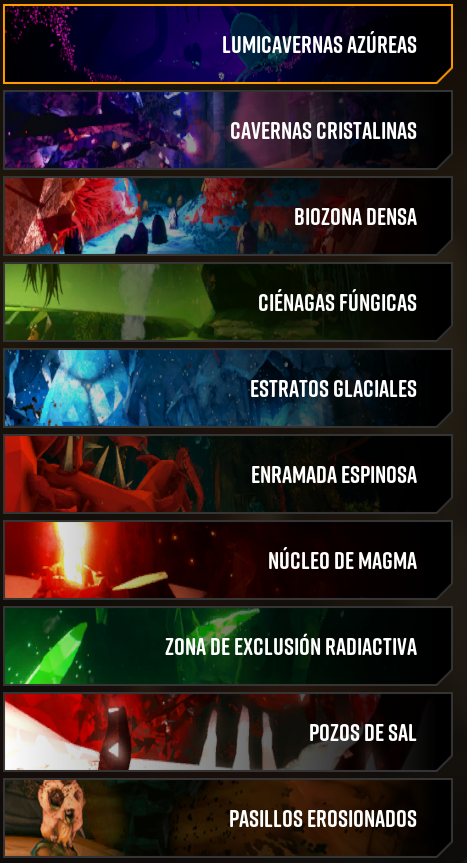 LUMICAVERNAS AZÚREAS
CAVERNAS CRISTALINAS
BIOZONA DENSA
CIÉNAGAS FÚNGICAS
ESTRATOS GLACIALES
ENRAMADA ESPINOSA
NÚCLEO DE MAGMA
ZONA DE EXCLUSIÓN RADIACTIVA
POZOS DE SAL
PASILLOS EROSIONADOS